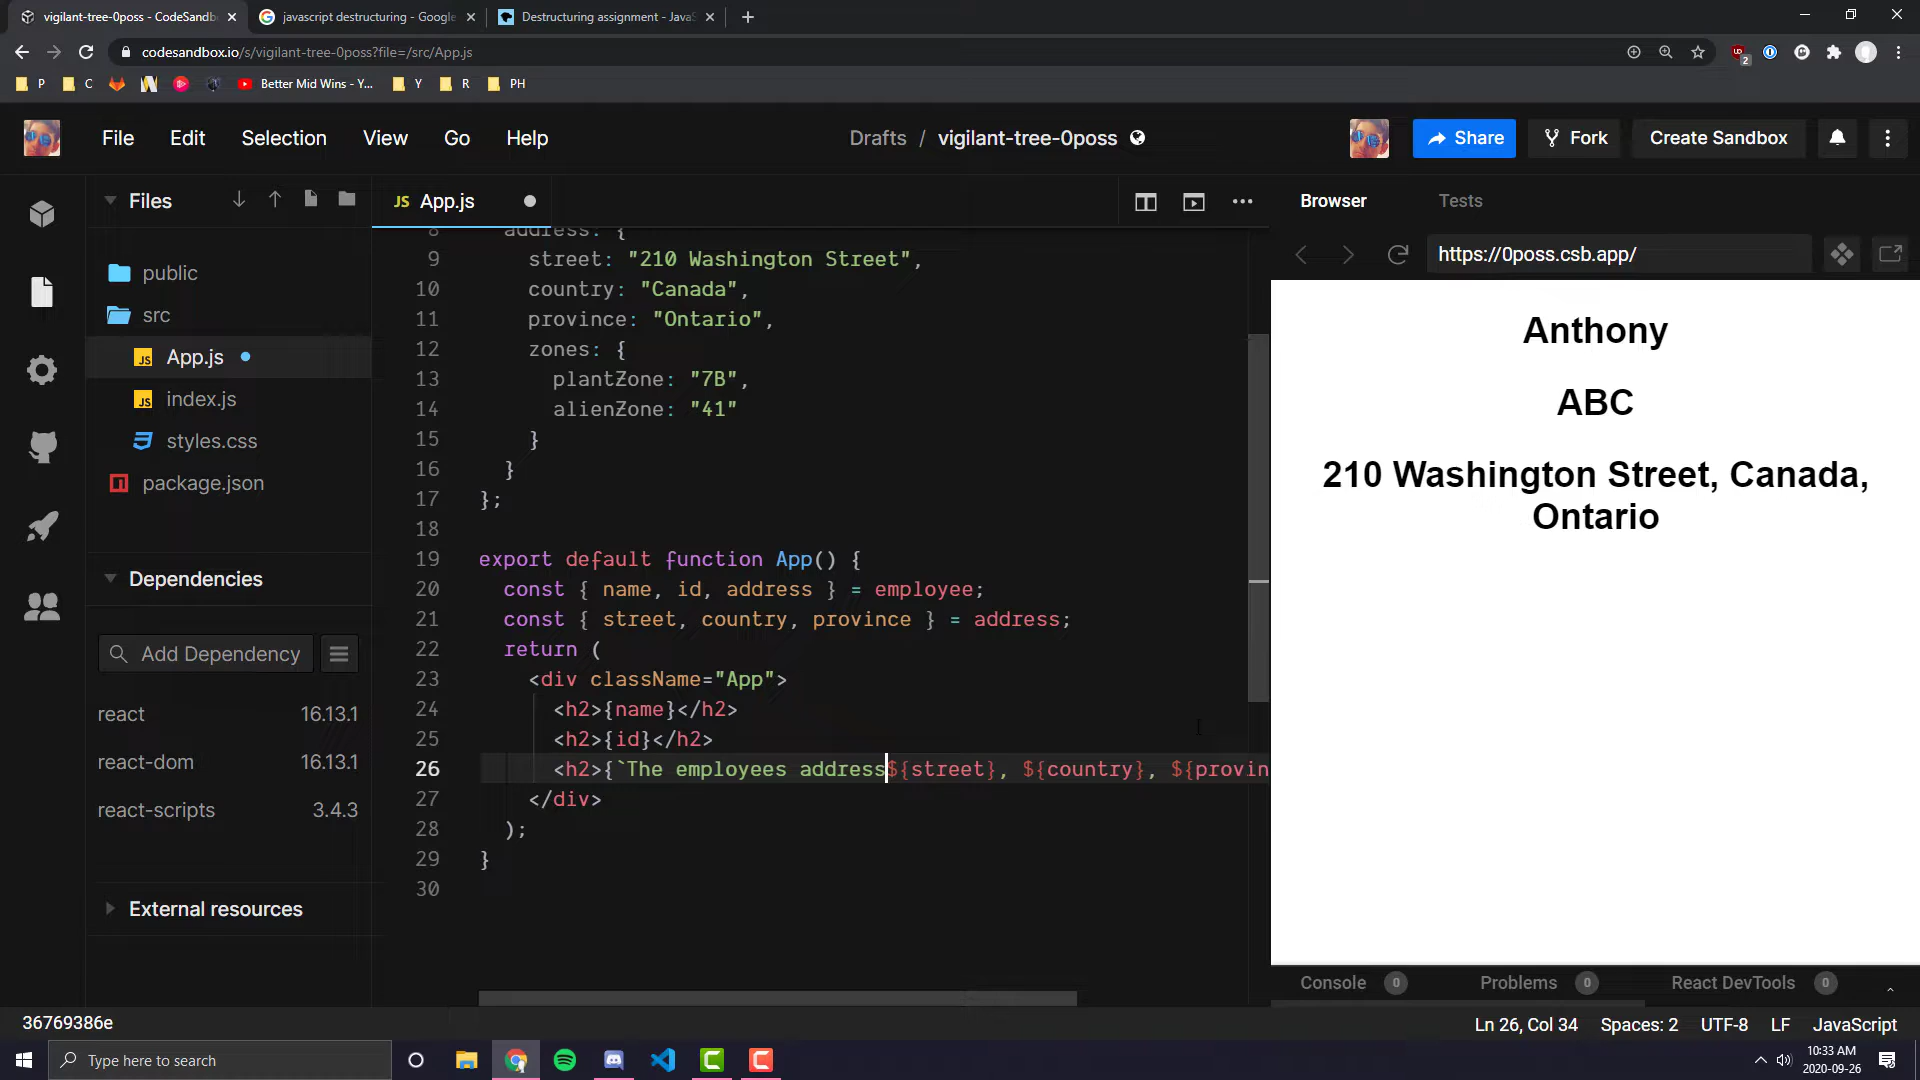 vigilant-tree-0poss - CodeSandb
javascript destructuring - Google
Destructuring assignment - JavaS
codesandbox.io/s/vigilant-tree-0poss?file=/src/App.js
2
P
C
Better Mid Wins - Y...
Y
R
PH
File
Edit
Selection
View
Go
Help
Drafts / vigilant-tree-0poss
Share
Fork
Create Sandbox
Files
JS App.js
Browser
Tests
https://0poss.csb.app/
public
src
JS App.js
JS index.js
styles.css
package.json
Dependencies
Add Dependency
react 16.13.1
react-dom 16.13.1
react-scripts 3.4.3
External resources
8 address: {
9 street: "210 Washington Street",
10 country: "Canada",
11 province: "Ontario",
12 zones: {
13 plantZone: "7B",
14 alienZone: "41"
15 }
16 }
17 };
18
19 export default function App() {
20 const { name, id, address } = employee;
21 const { street, country, province } = address;
22 return (
23 <div className="App">
24 <h2>{name}</h2>
25 <h2>{id}</h2>
26 <h2>{`The employees address${street}, ${country}, ${provin
27 </div>
28 );
29 }
30
Anthony
ABC
210 Washington Street, Canada,
Ontario
Console 0
Problems 0
React DevTools 0
36769386e
Ln 26, Col 34
Spaces: 2
UTF-8
LF
JavaScript
Type here to search
10:33 AM
2020-09-26